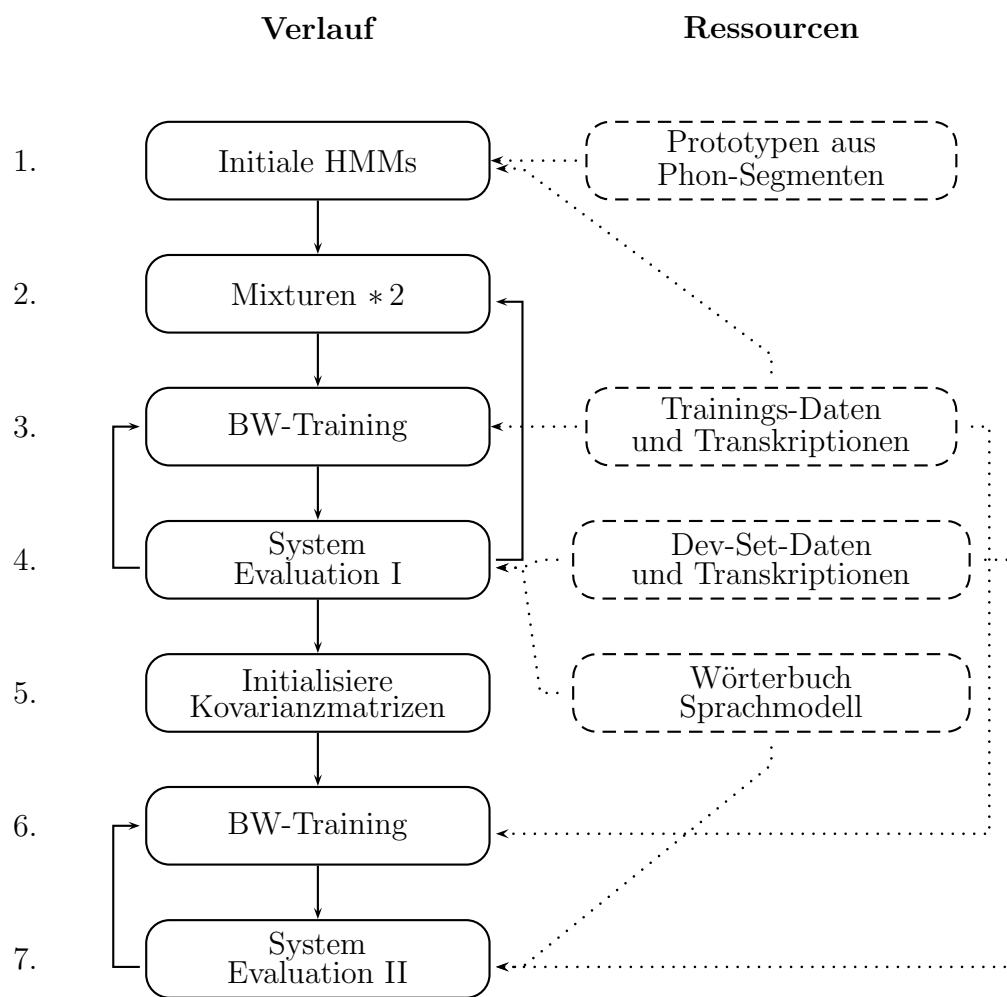 Verlauf Ressourcen
1. Initiale HMMs Prototypen aus
Phon-Segmenten
2. Mixturen ∗ 2
3. BW-Training Trainings-Daten
und Transkriptionen
4. System
Evaluation I Dev-Set-Daten
und Transkriptionen
5. Initialisiere
Kovarianzmatrizen Wörterbuch
Sprachmodell
6. BW-Training
7. System
Evaluation II